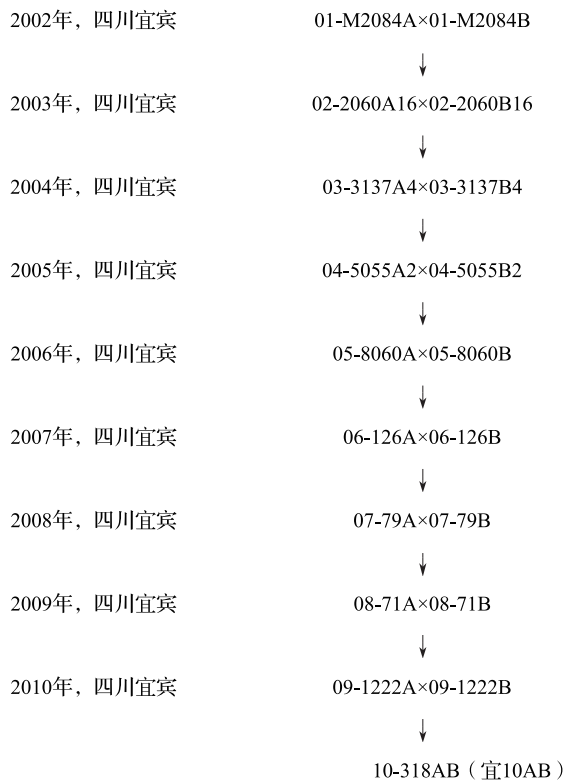 2002年，四川宜宾 01-M2084A×01-M2084B
↓
2003年，四川宜宾 02-2060A16×02-2060B16
↓
2004年，四川宜宾 03-3137A4×03-3137B4
↓
2005年，四川宜宾 04-5055A2×04-5055B2
↓
2006年，四川宜宾 05-8060A×05-8060B
↓
2007年，四川宜宾 06-126A×06-126B
↓
2008年，四川宜宾 07-79A×07-79B
↓
2009年，四川宜宾 08-71A×08-71B
↓
2010年，四川宜宾 09-1222A×09-1222B
↓
10-318AB（宜10AB）